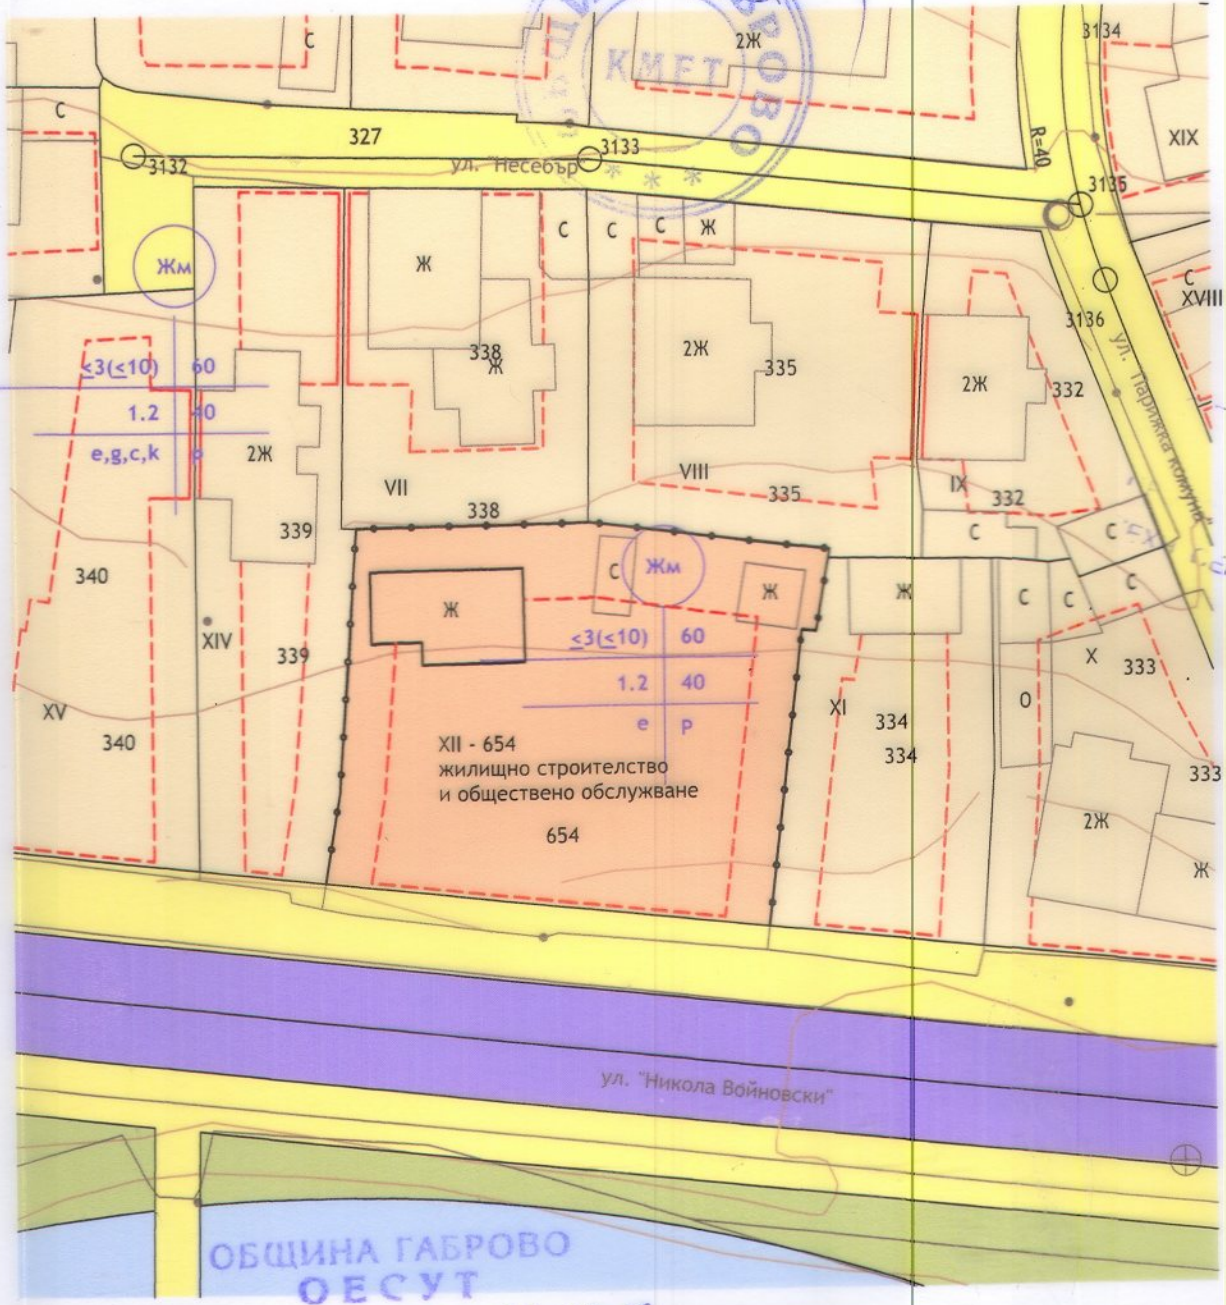 С
2Ж
3134
КМЕТ
С
327
3133
R=40
XIX
3132
ул. "Несебър"
3135
С
С
С
Ж
Жм
Ж
С
XVIII
3136
338
Ж
2Ж
335
2Ж
332
ул. "Парижка комуна"
≤3(≤10) 60
1.2 40
e,g,c,k p
2Ж
VII
VIII
335
IX
332
338
339
С
С
340
С
Жм
Ж
С
Ж
Ж
С
С
XIV
≤3(≤10) 60
339
X
333
1.2 40
XV
XI
О
334
e p
340
334
XII - 654
жилищно строителство
и обществено обслужване
333
654
2Ж
Ж
ул. "Никола Войновски"
ОБЩИНА ГАБРОВО
ОЕСУТ